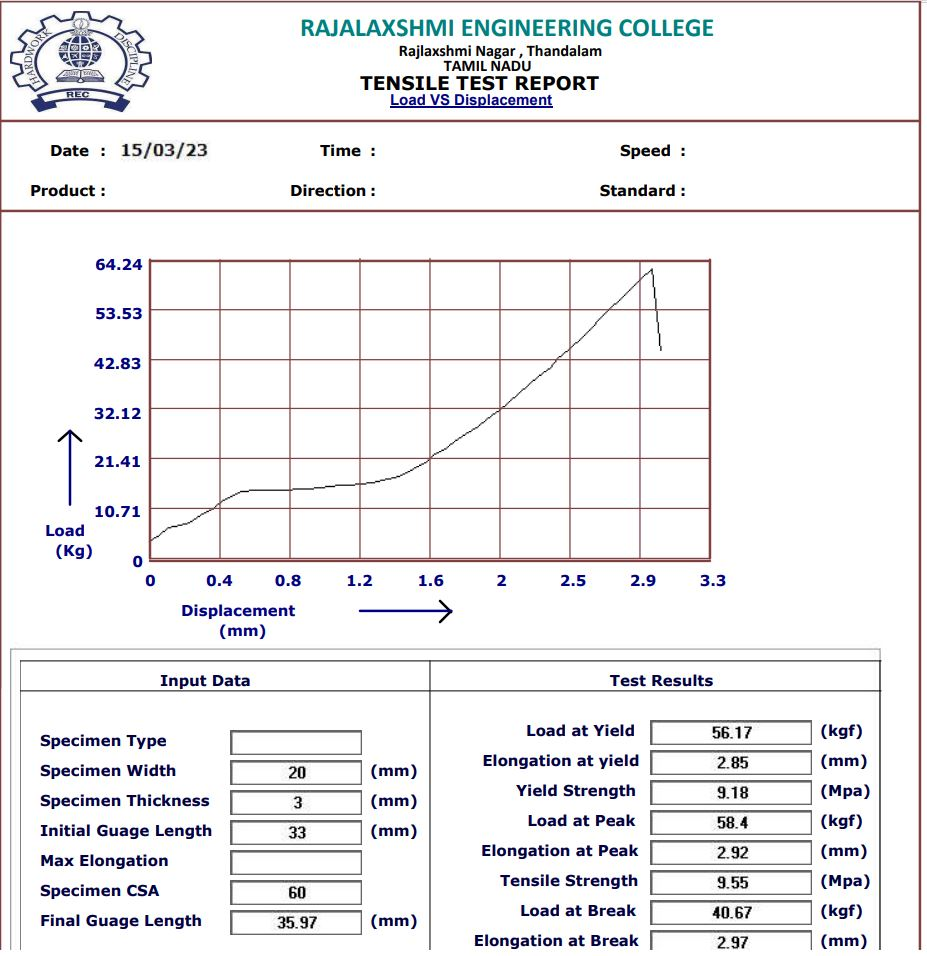 HARDWORK
DISCIPLINE
REC
RAJALAXSHMI ENGINEERING COLLEGE
Rajlaxshmi Nagar , Thandalam
TAMIL NADU
TENSILE TEST REPORT
Load VS Displacement
Date : 15/03/23 Time : Speed :
Product : Direction : Standard :
64.24
53.53
42.83
32.12
21.41
10.71
0
Load
(Kg)
0 0.4 0.8 1.2 1.6 2 2.5 2.9 3.3
Displacement
(mm)
Input Data
Specimen Type
Specimen Width 20 (mm)
Specimen Thickness 3 (mm)
Initial Guage Length 33 (mm)
Max Elongation
Specimen CSA 60
Final Guage Length 35.97 (mm)
Test Results
Load at Yield 56.17 (kgf)
Elongation at yield 2.85 (mm)
Yield Strength 9.18 (Mpa)
Load at Peak 58.4 (kgf)
Elongation at Peak 2.92 (mm)
Tensile Strength 9.55 (Mpa)
Load at Break 40.67 (kgf)
Elongation at Break 2.97 (mm)